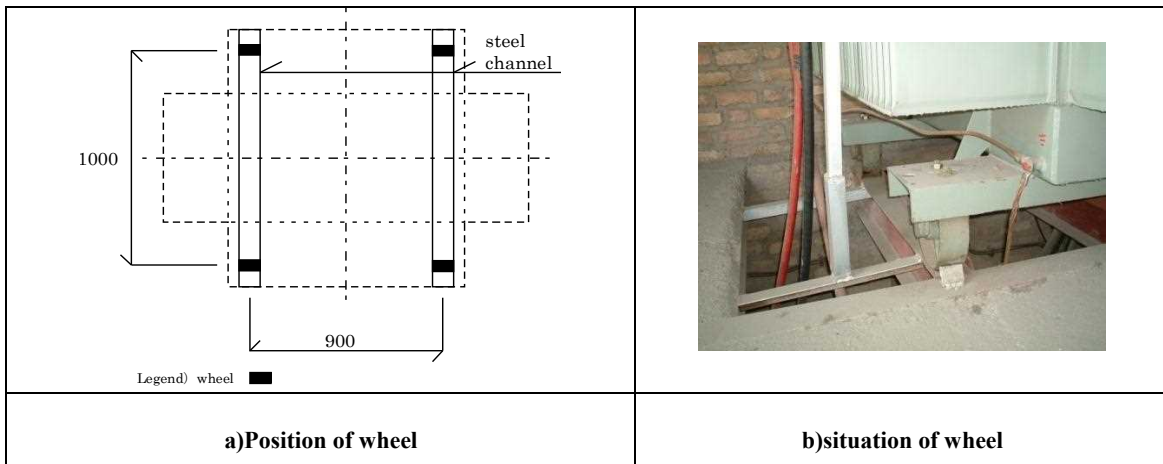 steel
channel
1000
900
Legend) wheel
a)Position of wheel
b)situation of wheel